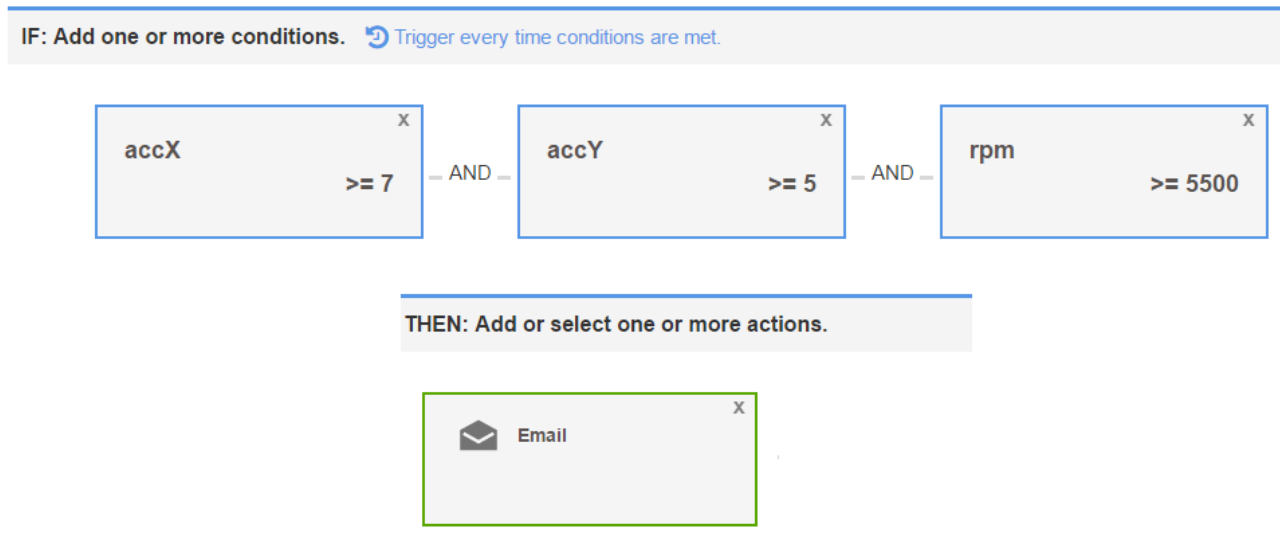 IF: Add one or more conditions. Trigger every time conditions are met.
x
accX
>= 7
AND
x
accY
>= 5
AND
x
rpm
>= 5500
THEN: Add or select one or more actions.
x
Email